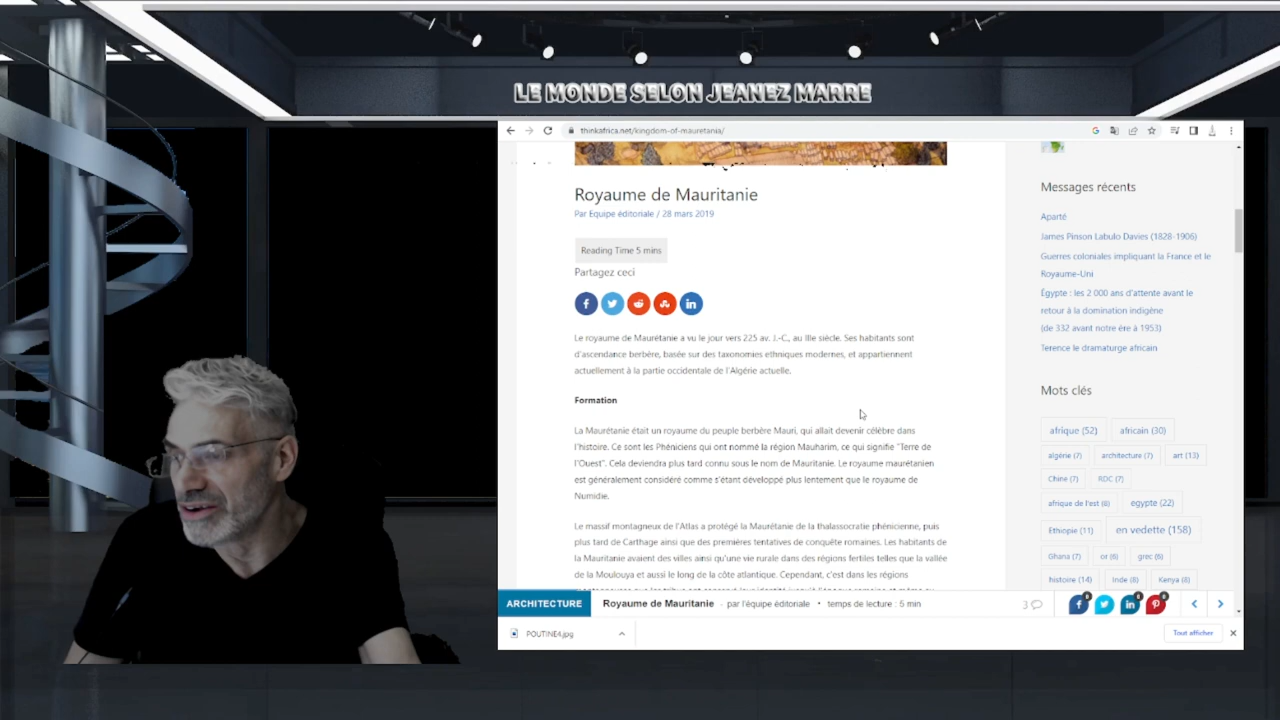 LE MONDE SELON JEANEZ MARRE
thinkafrica.net/kingdom-of-mauretania/
Royaume de Mauritanie
Par Equipe éditoriale / 28 mars 2019
Reading Time 5 mins
Partagez ceci
Le royaume de Maurétanie a vu le jour vers 225 av. J.-C., au IIIe siècle. Ses habitants sont
d'ascendance berbère, basée sur des taxonomies ethniques modernes, et appartiennent
actuellement à la partie occidentale de l'Algérie actuelle.
Formation
La Maurétanie était un royaume du peuple berbère Mauri, qui allait devenir célèbre dans
l'histoire. Ce sont les Phéniciens qui ont nommé la région Mauharim, ce qui signifie "Terre de
l'Ouest". Cela deviendra plus tard connu sous le nom de Mauritanie. Le royaume maurétanien
est généralement considéré comme s'étant développé plus lentement que le royaume de
Numidie.
Le massif montagneux de l'Atlas a protégé la Maurétanie de la thalassocratie phénicienne, puis
plus tard de Carthage ainsi que des premières tentatives de conquête romaines. Les habitants de
la Mauritanie avaient des villes ainsi qu'une vie rurale dans des régions fertiles telles que la vallée
de la Moulouya et aussi le long de la côte atlantique. Cependant, c'est dans les régions
Messages récents
Aparté
James Pinson Labulo Davies (1828-1906)
Guerres coloniales impliquant la France et le
Royaume-Uni
Égypte : les 2 000 ans d'attente avant le
retour à la domination indigène
(de 332 avant notre ère à 1953)
Terence le dramaturge africain
Mots clés
afrique (52) africain (30)
algérie (7) architecture (7) art (13)
Chine (7) RDC (7)
afrique de l'est (8) egypte (22)
Ethiopie (11) en vedette (158)
Ghana (7) or (6) grec (6)
histoire (14) Inde (8) Kenya (8)
ARCHITECTURE Royaume de Mauritanie - par l'équipe éditoriale • temps de lecture : 5 min 3
POUTINE4.jpg
Tout afficher